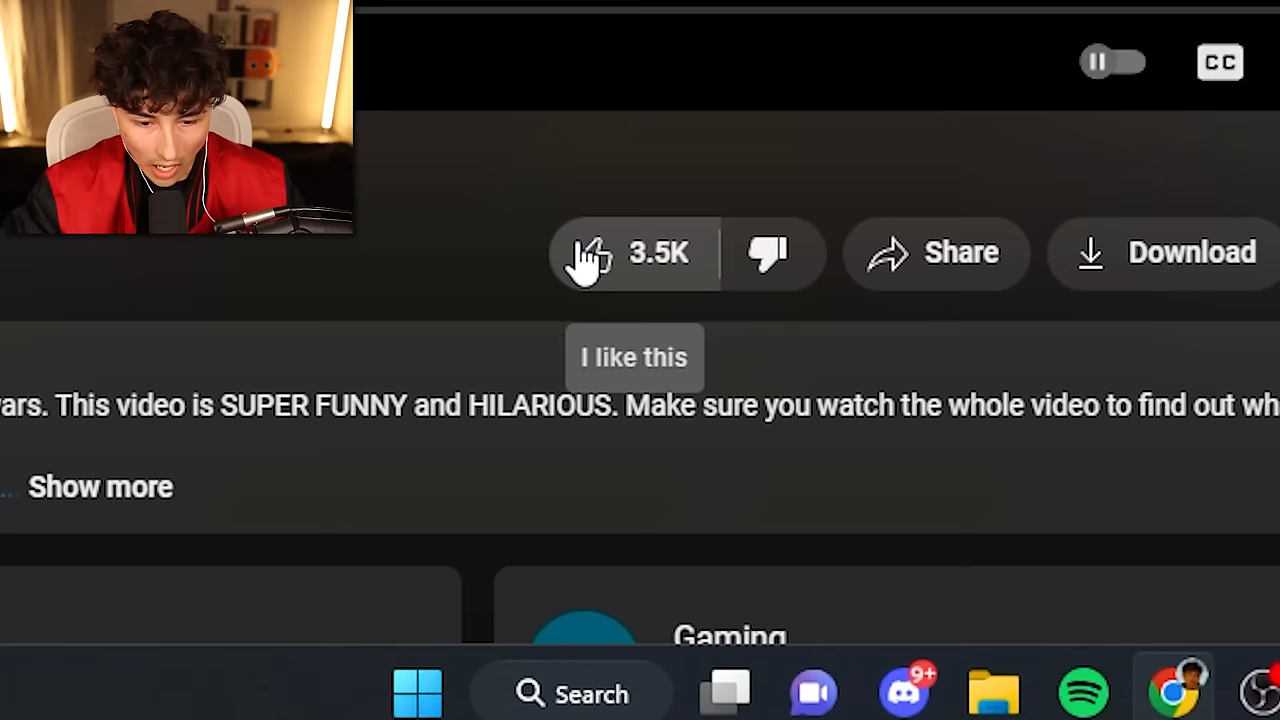 CC
3.5K
Share
Download
I like this
ars. This video is SUPER FUNNY and HILARIOUS. Make sure you watch the whole video to find out wh
... Show more
Gaming
Search
9+